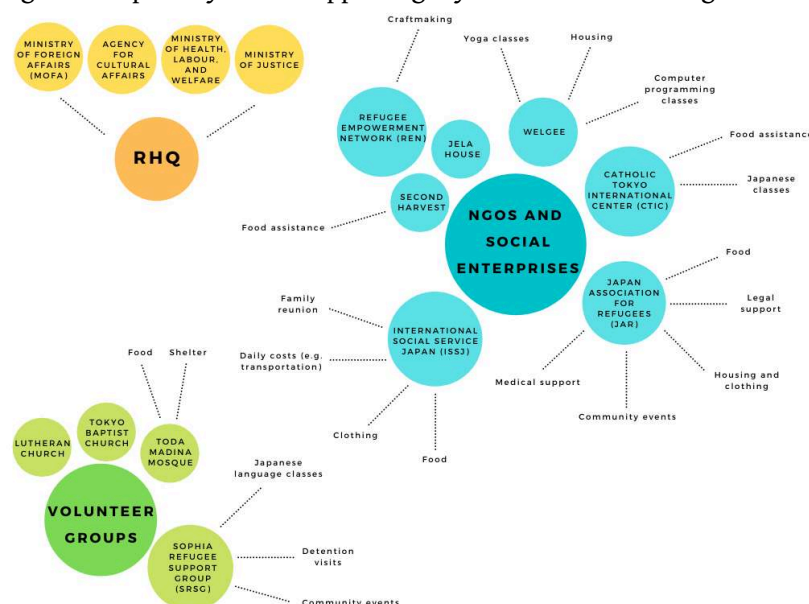 MINISTRY
OF FOREIGN
AFFAIRS
(MOFA)
AGENCY
FOR
CULTURAL
AFFAIRS
MINISTRY
OF HEALTH,
LABOUR,
AND
WELFARE
MINISTRY
OF JUSTICE
RHQ
Craftmaking
Yoga classes
Housing
Computer
programming
classes
REFUGEE
EMPOWERMENT
NETWORK (REN)
JELA
HOUSE
WELGEE
Food assistance
CATHOLIC
TOKYO
INTERNATIONAL
CENTER (CTIC)
Japanese
classes
SECOND
HARVEST
Food assistance
NGOS AND
SOCIAL
ENTERPRISES
Food
JAPAN
ASSOCIATION
FOR
REFUGEES
(JAR)
Legal
support
Housing and
clothing
Medical support
Community events
Family
reunion
INTERNATIONAL
SOCIAL SERVICE
JAPAN (ISSJ)
Daily costs (e.g.
transportation)
Clothing
Food
Food
Shelter
LUTHERAN
CHURCH
TOKYO
BAPTIST
CHURCH
TODA
MADINA
MOSQUE
VOLUNTEER
GROUPS
Japanese
language classes
SOPHIA
REFUGEE
SUPPORT
GROUP
(SRSG)
Detention
visits
Community events